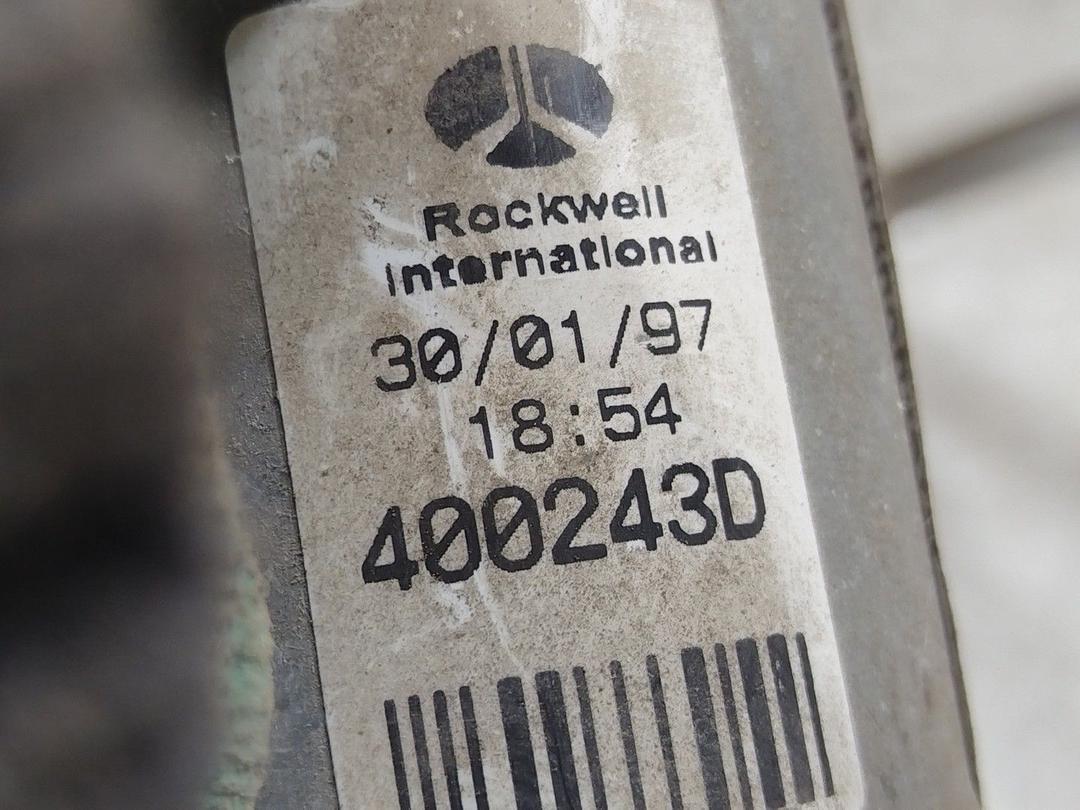 Rockwell
International
30/01/97
18:54
400243D